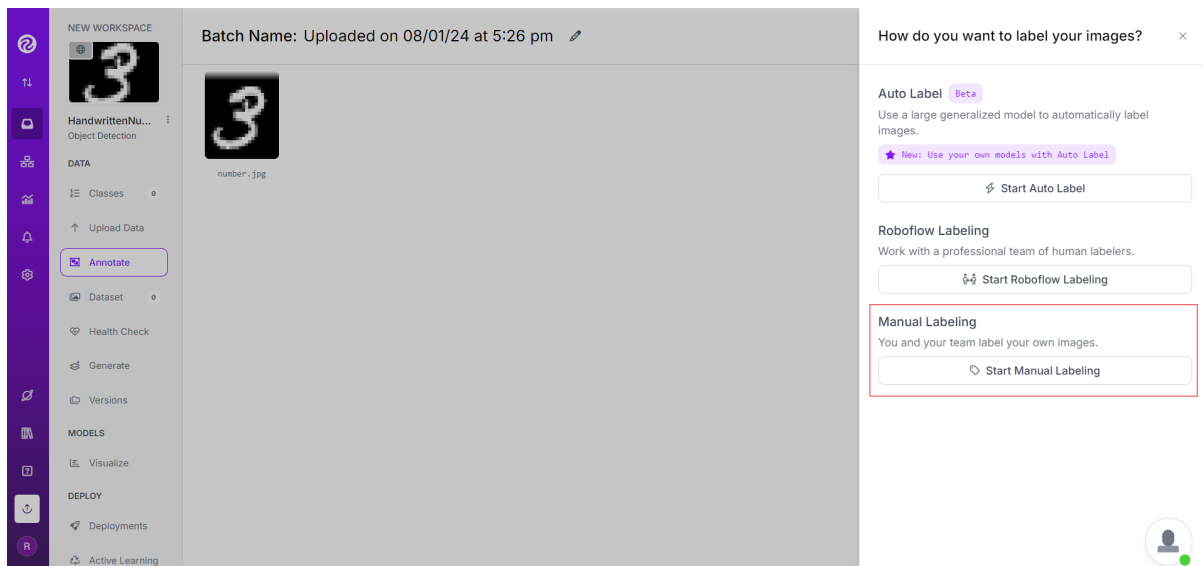 NEW WORKSPACE
HandwrittenNu...
Object Detection
DATA
Classes 0
Upload Data
Annotate
Dataset 0
Health Check
Generate
Versions
MODELS
Visualize
DEPLOY
Deployments
Active Learning
R
Batch Name: Uploaded on 08/01/24 at 5:26 pm
3
number.jpg
How do you want to label your images?
Auto Label Beta
Use a large generalized model to automatically label
images.
New: Use your own models with Auto Label
Start Auto Label
Roboflow Labeling
Work with a professional team of human labelers.
Start Roboflow Labeling
Manual Labeling
You and your team label your own images.
Start Manual Labeling